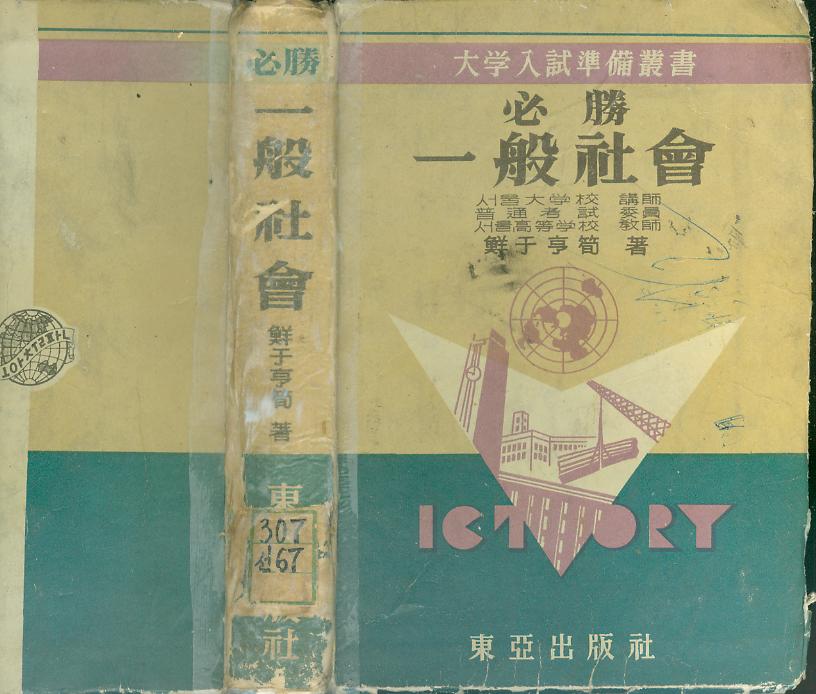 必勝
一般社會
鮮于亨筍 著
東
307
선67
社
大学入試準備叢書
必勝
一般社會
서울大学校 講師
普通考試 委員
서울高等学校 教師
鮮于亨筍 著
ICTORY
東亞出版社